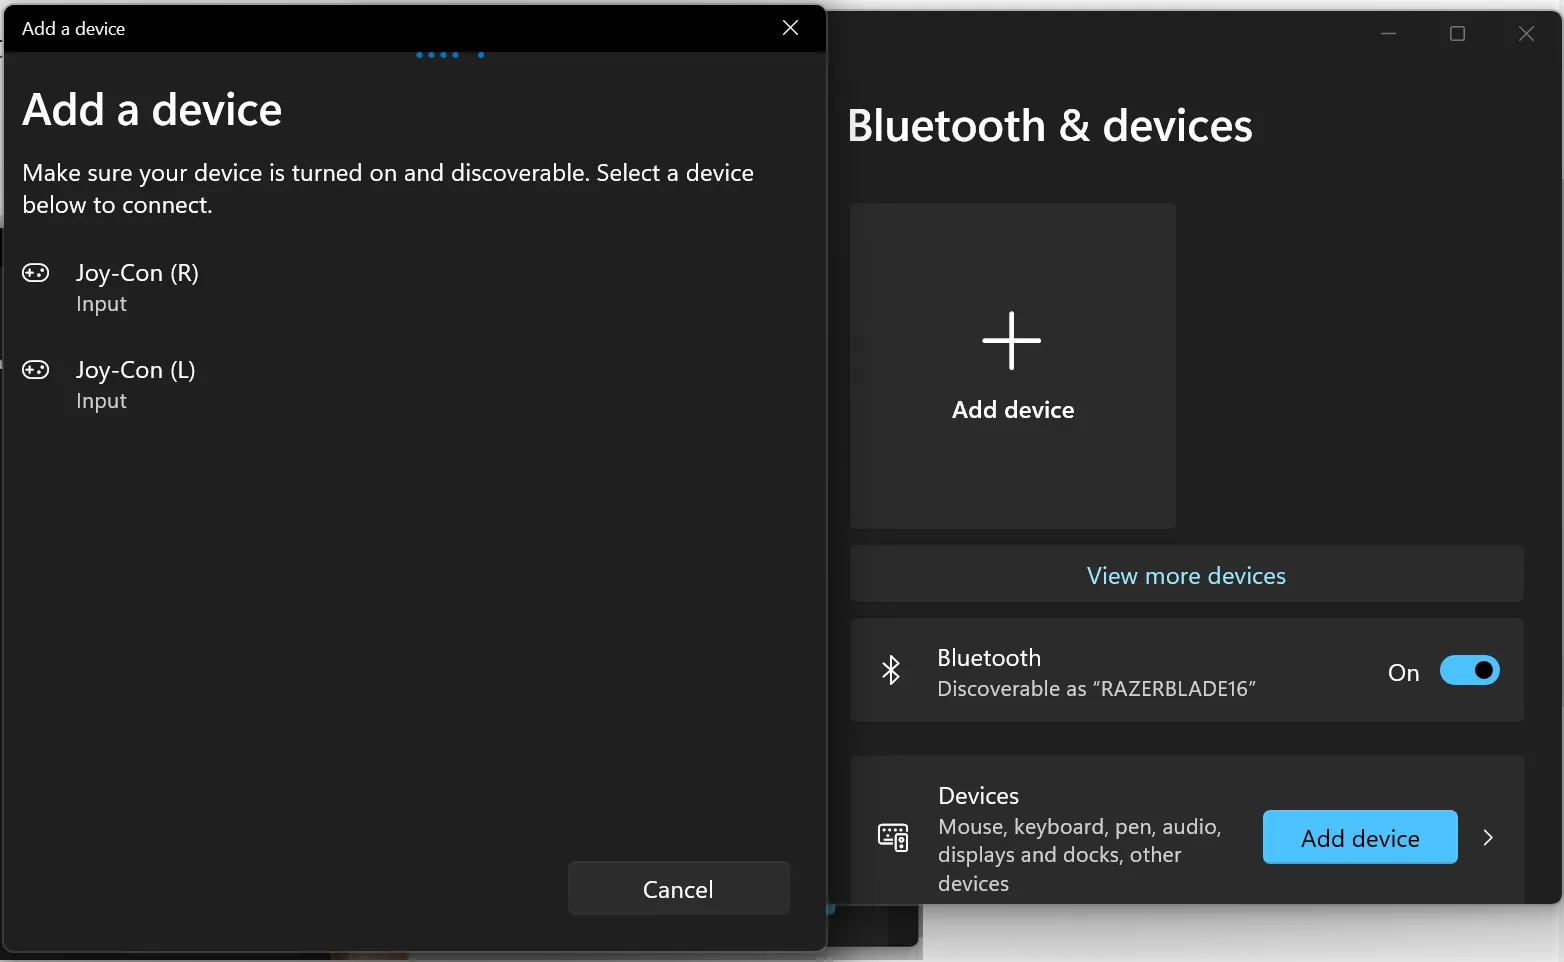 Add a device
Add a device
Make sure your device is turned on and discoverable. Select a device
below to connect.
Joy-Con (R)
Input
Joy-Con (L)
Input
Cancel
Bluetooth & devices
Add device
View more devices
Bluetooth
Discoverable as “RAZERBLADE16”
On
Devices
Mouse, keyboard, pen, audio,
displays and docks, other
devices
Add device